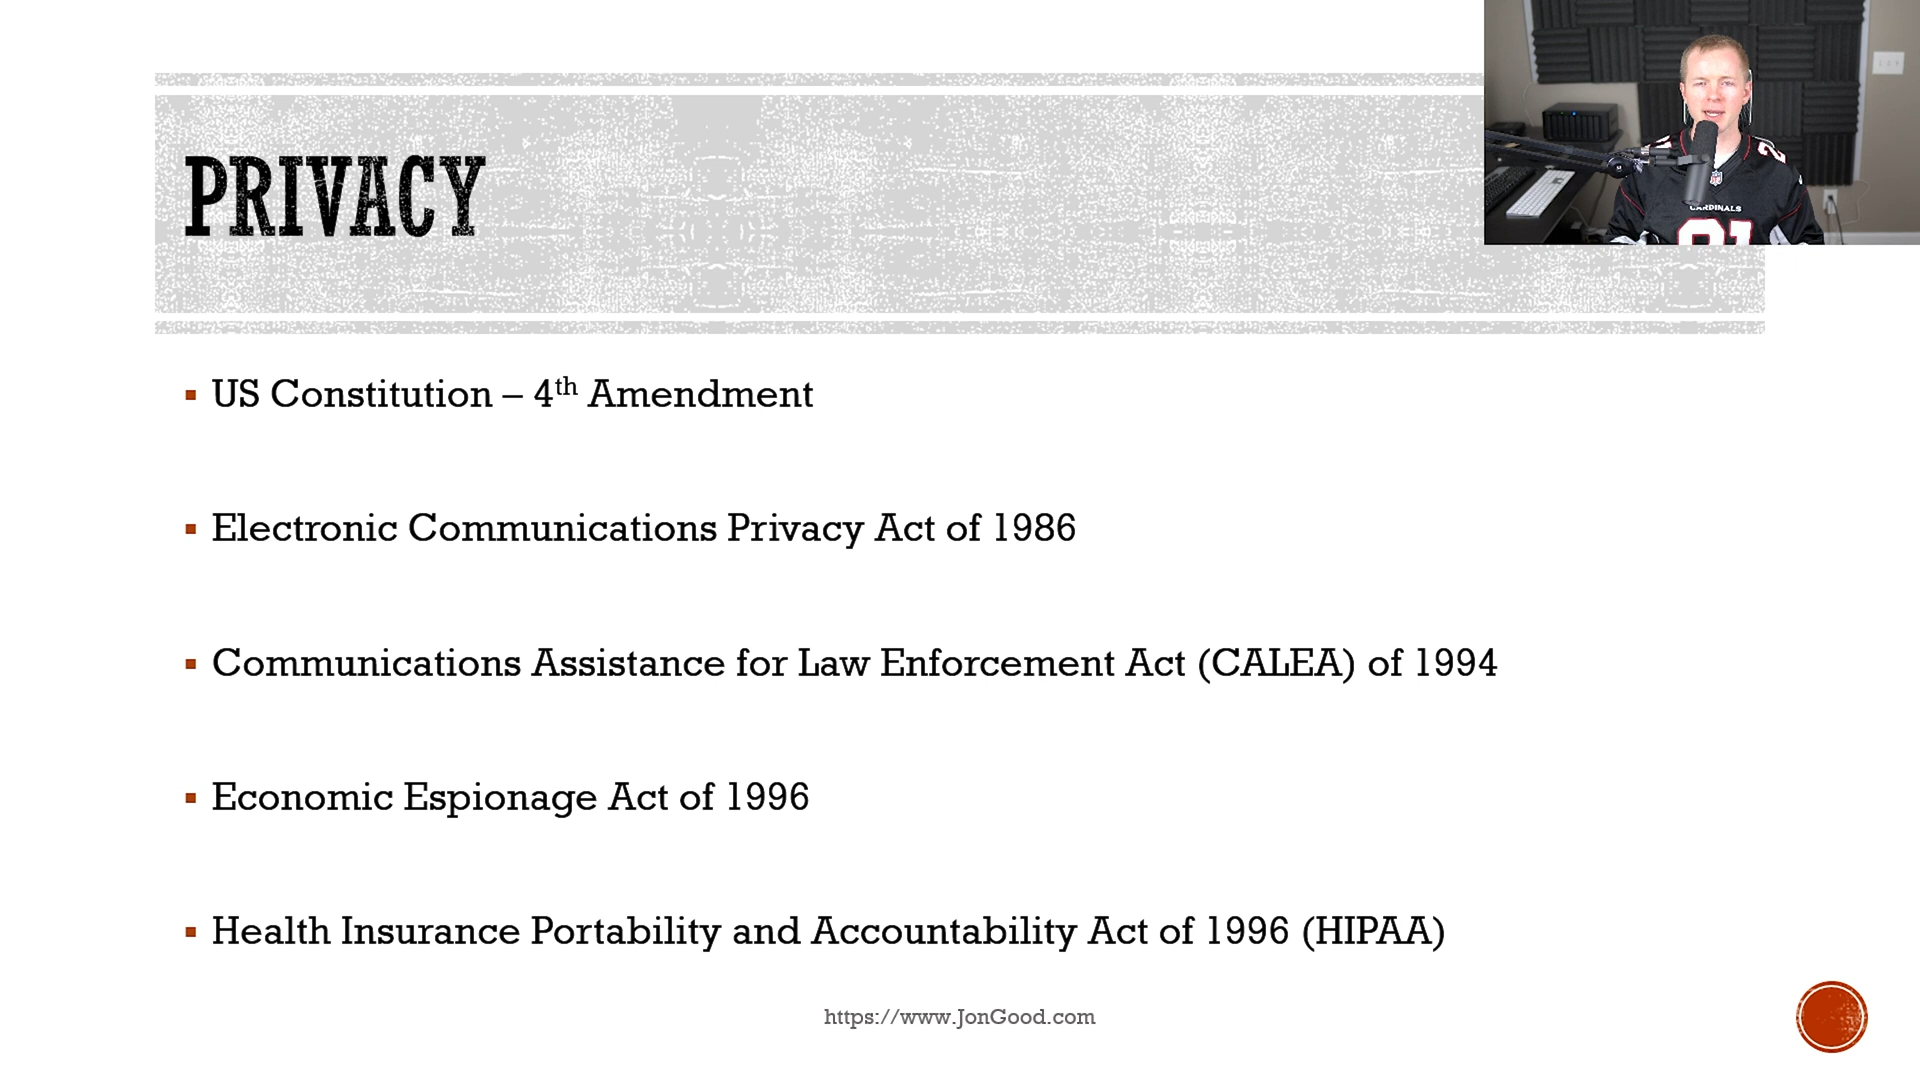 PRIVACY
CARDINALS
21
US Constitution – 4th Amendment
Electronic Communications Privacy Act of 1986
Communications Assistance for Law Enforcement Act (CALEA) of 1994
Economic Espionage Act of 1996
Health Insurance Portability and Accountability Act of 1996 (HIPAA)
https://www.JonGood.com